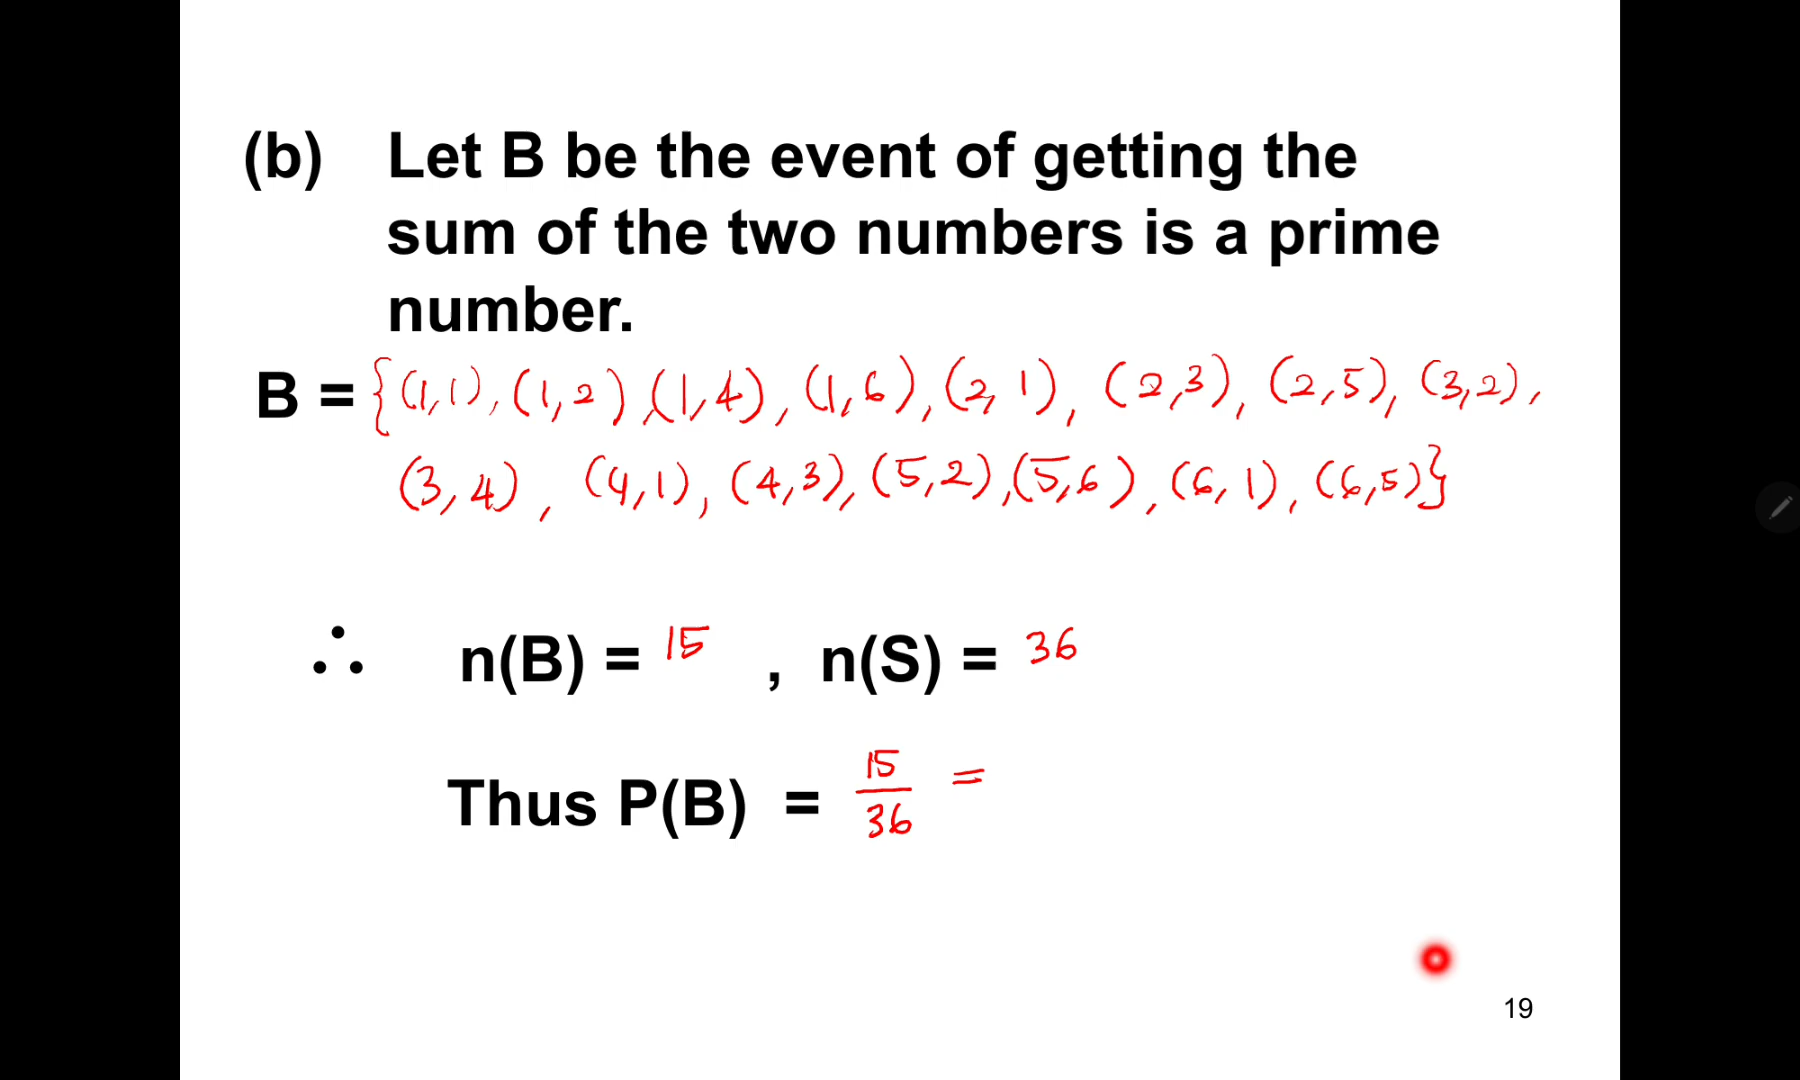 (b) Let B be the event of getting the
sum of the two numbers is a prime
number.
B = {(1,1), (1,2), (1,4), (1,6), (2,1), (2,3), (2,5), (3,2),
(3,4), (4,1), (4,3), (5,2), (5,6), (6,1), (6,5)}
∴ n(B) = 15 , n(S) = 36
Thus P(B) = 15/36 =
19